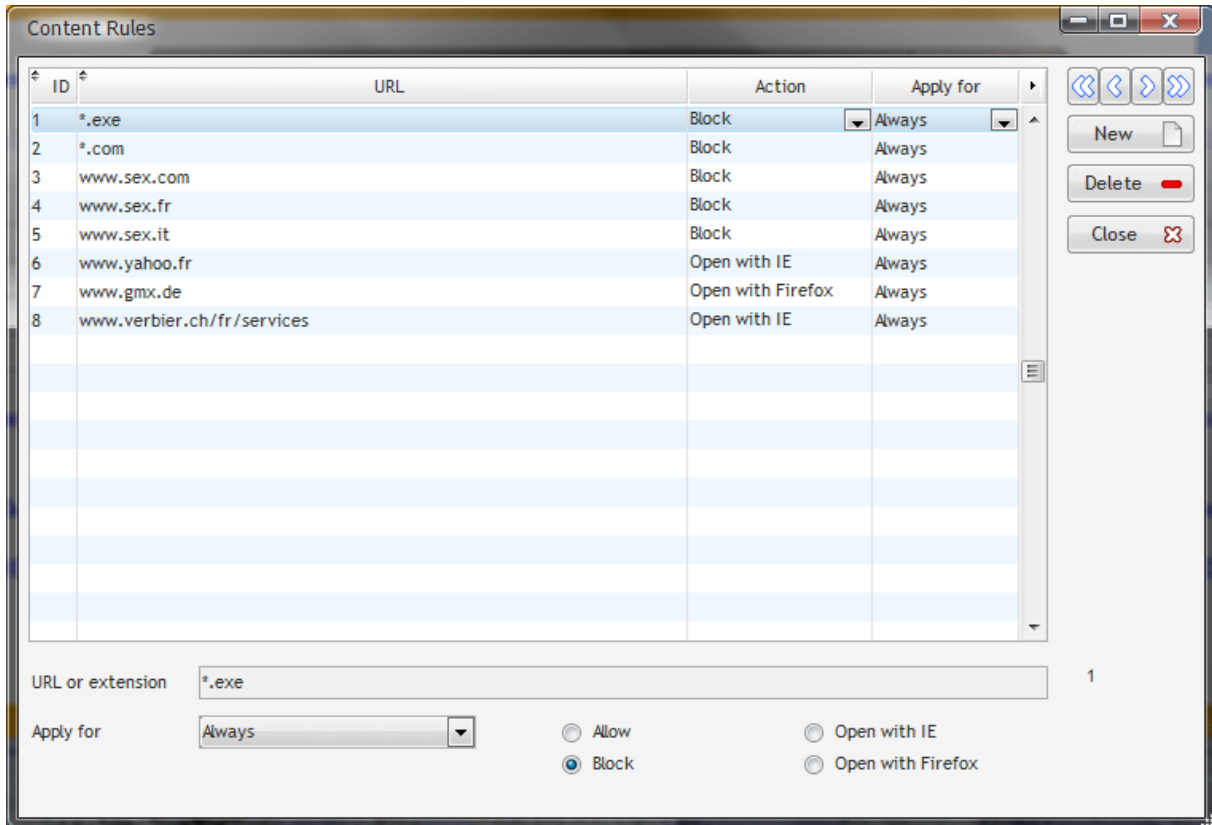 Content Rules
ID URL Action Apply for
1 *.exe Block Always
2 *.com Block Always
3 www.sex.com Block Always
4 www.sex.fr Block Always
5 www.sex.it Block Always
6 www.yahoo.fr Open with IE Always
7 www.gmx.de Open with Firefox Always
8 www.verbier.ch/fr/services Open with IE Always
New
Delete
Close
URL or extension *.exe 1
Apply for Always Allow Open with IE
Block Open with Firefox